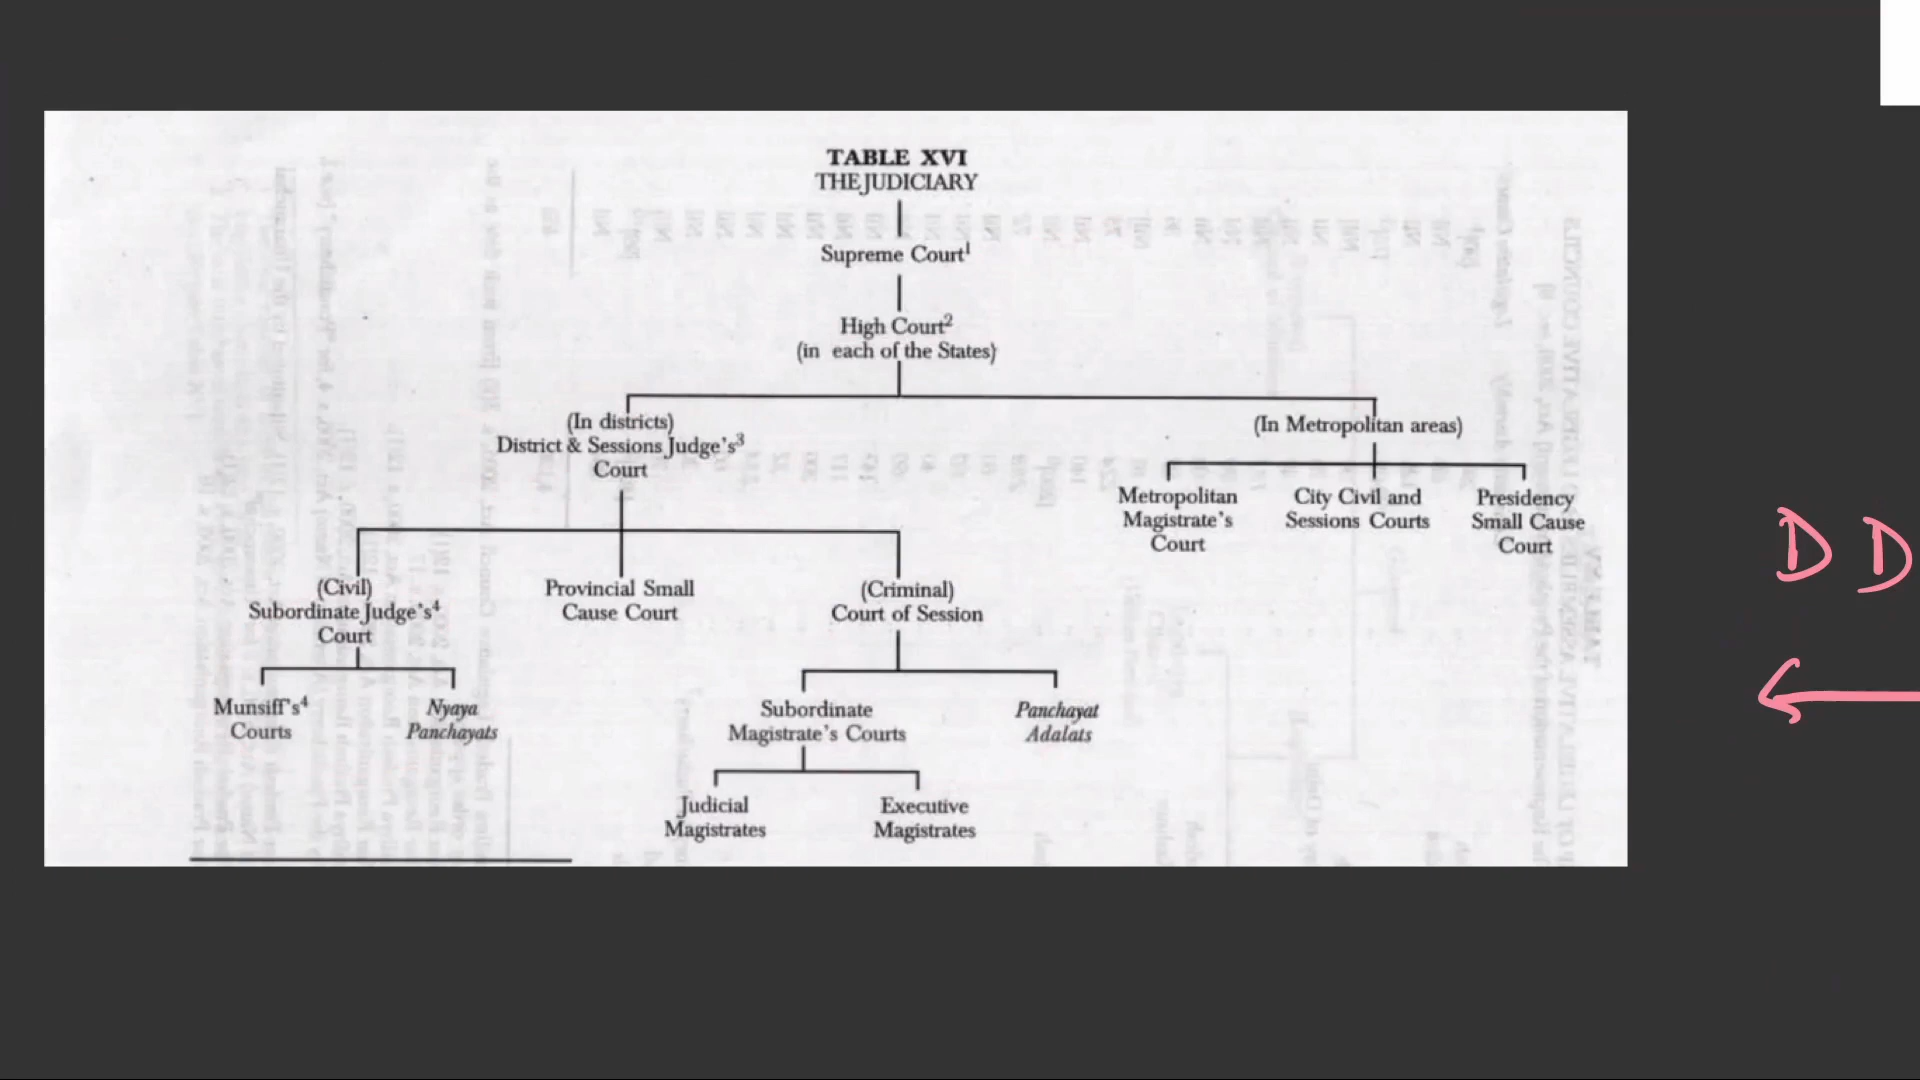 TABLE XVI
THE JUDICIARY
Supreme Court¹
High Court²
(in each of the States)
(In districts)
District & Sessions Judge's³
Court
(In Metropolitan areas)
Metropolitan
Magistrate's
Court
City Civil and
Sessions Courts
Presidency
Small Cause
Court
(Civil)
Subordinate Judge's⁴
Court
Provincial Small
Cause Court
(Criminal)
Court of Session
Munsiff's⁴
Courts
Nyaya
Panchayats
Subordinate
Magistrate's Courts
Panchayat
Adalats
Judicial
Magistrates
Executive
Magistrates
D D